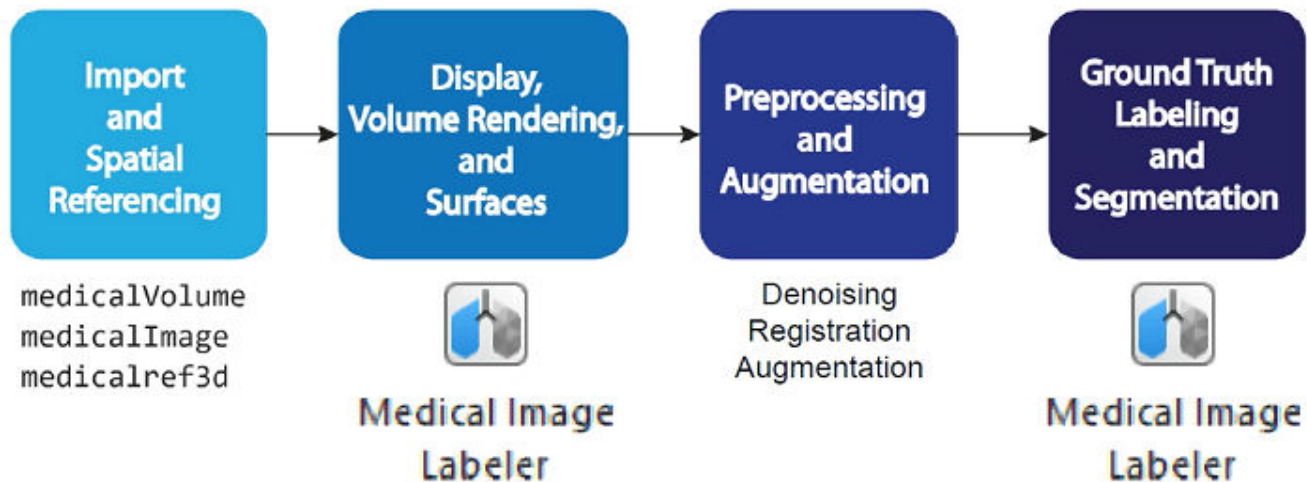 Import
and
Spatial
Referencing
Display,
Volume Rendering,
and
Surfaces
Preprocessing
and
Augmentation
Ground Truth
Labeling
and
Segmentation
medicalVolume
medicalImage
medicalref3d
Medical Image
Labeler
Denoising
Registration
Augmentation
Medical Image
Labeler